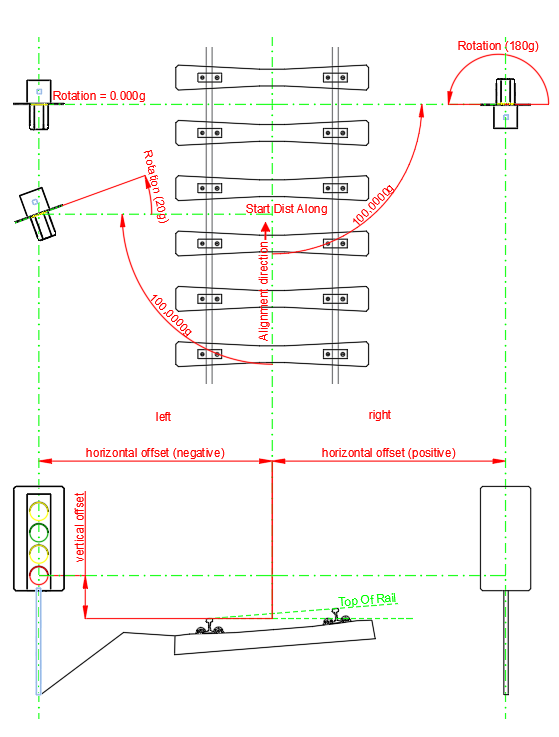 Rotation (180g)
Rotation = 0.000g
Rotation (20g)
Start Dist Along
100.0000g
Alignment direction
100.0000g
left
right
horizontal offset (negative)
horizontal offset (positive)
vertical offset
Top Of Rail